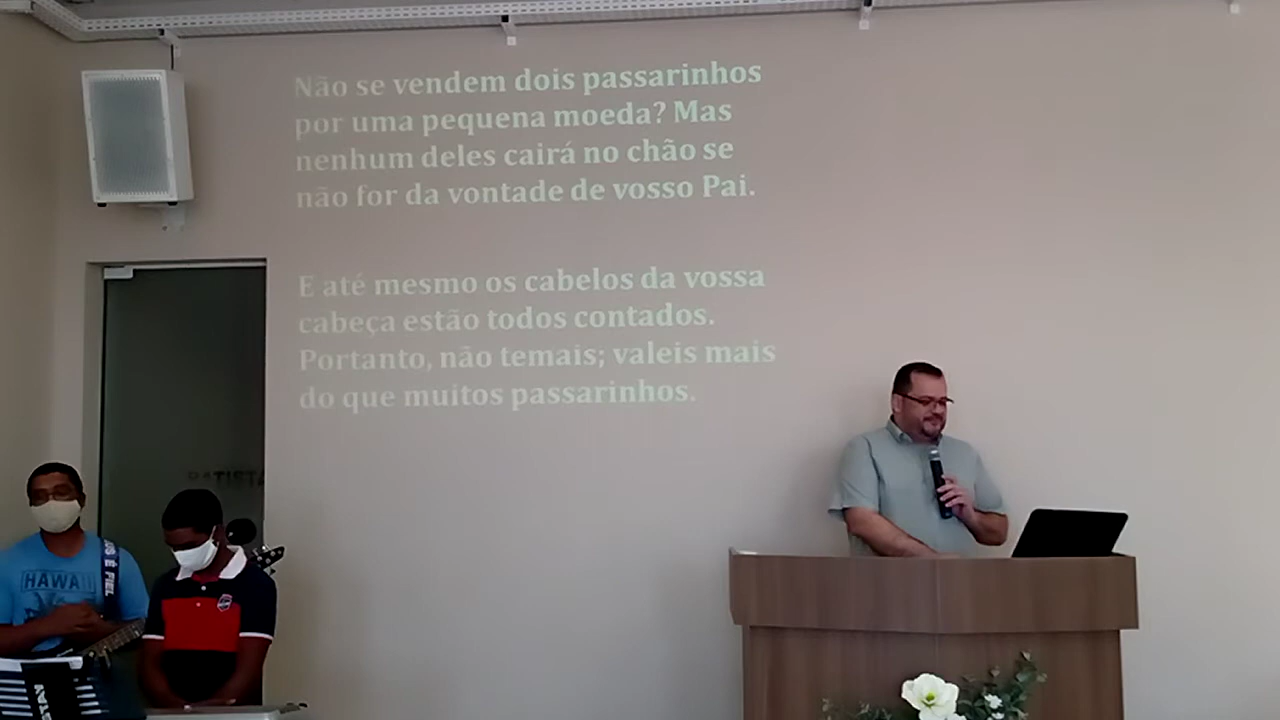 Não se vendem dois passarinhos
por uma pequena moeda? Mas
nenhum deles cairá no chão se
não for da vontade de vosso Pai.
E até mesmo os cabelos da vossa
cabeça estão todos contados.
Portanto, não temais; valeis mais
do que muitos passarinhos.
BATISTA
HAWAII
É FIEL